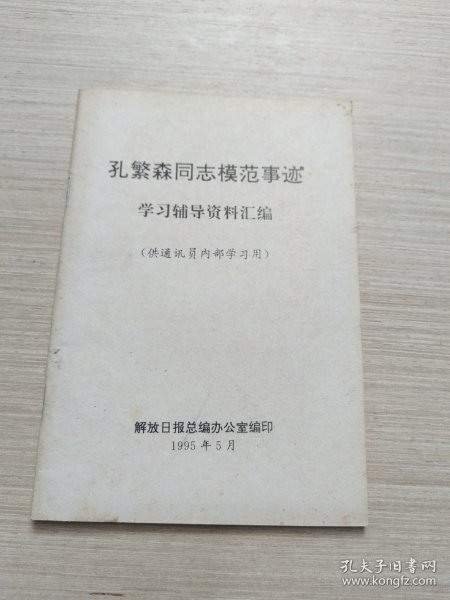 孔繁森同志模范事迹
学习辅导资料汇编
（供通讯员内部学习用）
解放日报总编办公室编印
1995年5月
孔夫子旧书网
www.kongfz.com